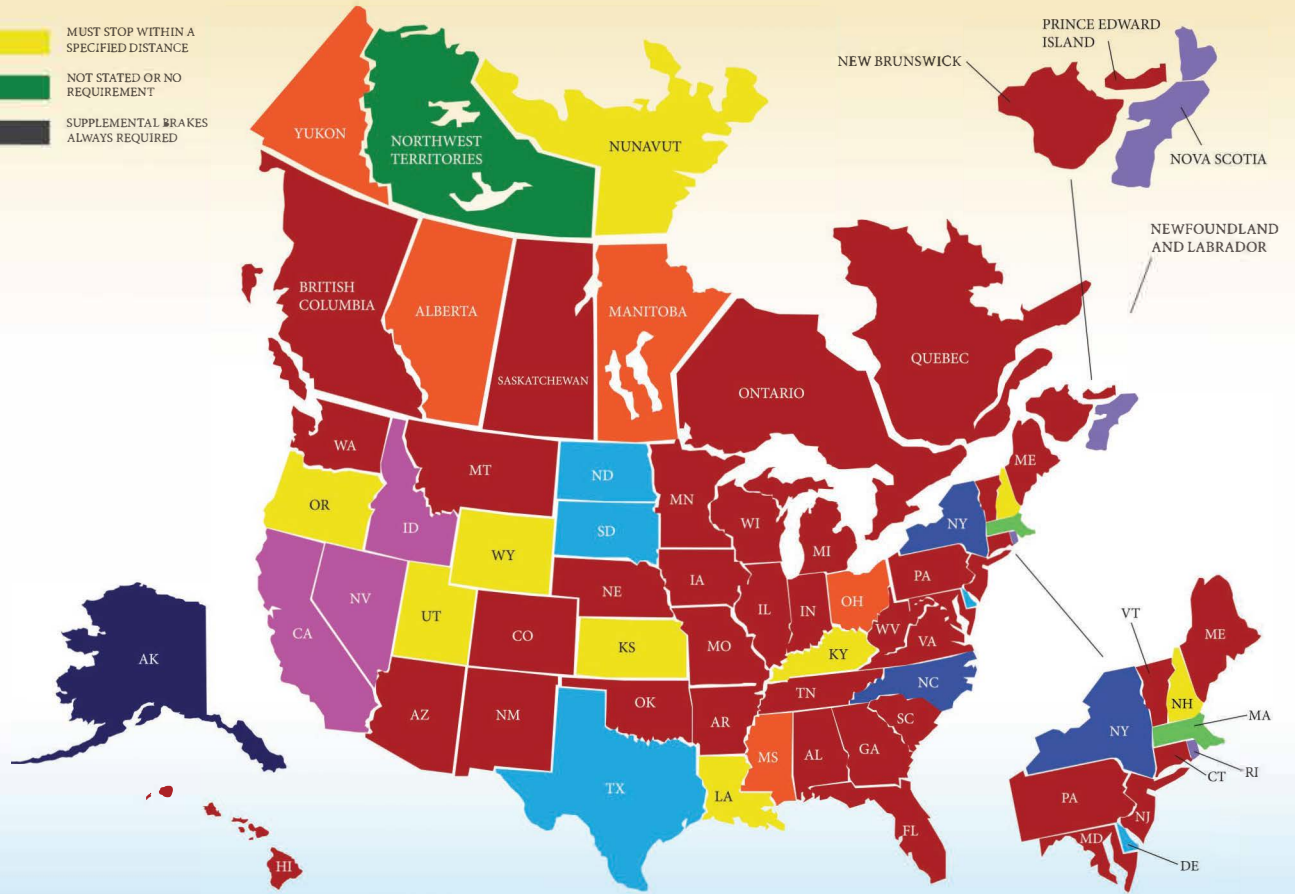 MUST STOP WITHIN A
SPECIFIED DISTANCE
NOT STATED OR NO
REQUIREMENT
SUPPLEMENTAL BRAKES
ALWAYS REQUIRED
PRINCE EDWARD
ISLAND
NEW BRUNSWICK
NOVA SCOTIA
NEWFOUNDLAND
AND LABRADOR
YUKON
NORTHWEST
TERRITORIES
NUNAVUT
BRITISH
COLUMBIA
ALBERTA
SASKATCHEWAN
MANITOBA
ONTARIO
QUEBEC
WA
MT
ND
MN
ME
OR
ID
SD
WI
NY
WY
MI
PA
NV
UT
NE
IA
IL
IN
OH
CA
CO
KS
MO
WV
VA
KY
AK
AZ
NM
OK
AR
TN
NC
SC
TX
LA
MS
AL
GA
FL
HI
VT
ME
NH
NY
MA
RI
CT
PA
NJ
MD
DE